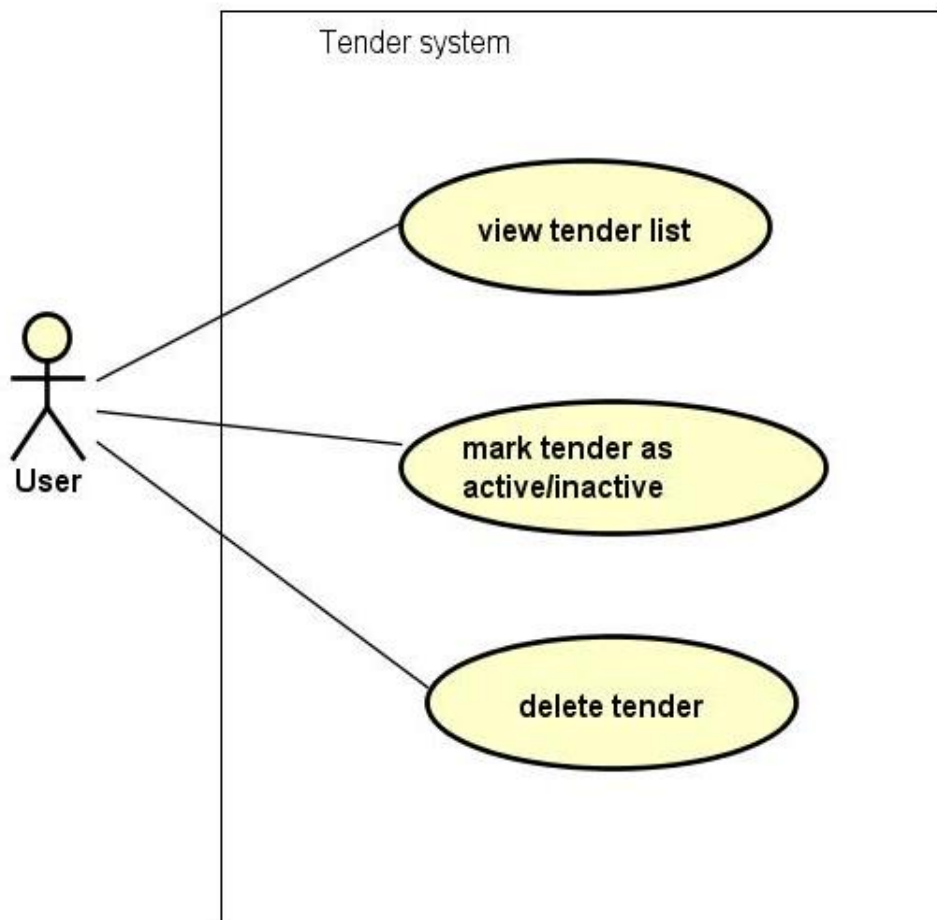 Tender system
view tender list
User
mark tender as
active/inactive
delete tender